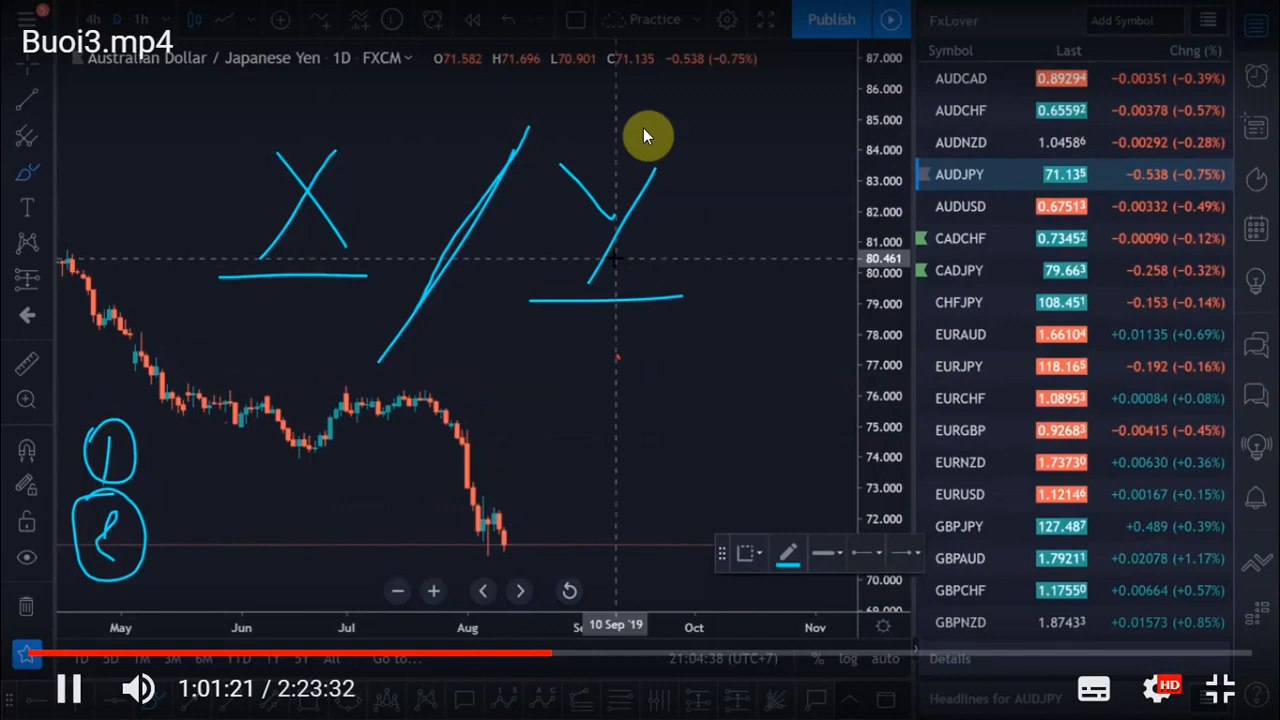 5
4h D 1h Practice Publish
Buoi3.mp4
Australian Dollar / Japanese Yen · 1D · FXCM O71.582 H71.696 L70.901 C71.135 −0.538 (−0.75%)
X / Y
1
2
87.000
86.000
85.000
84.000
83.000
82.000
81.000
80.461
80.000
79.000
78.000
77.000
76.000
75.000
74.000
73.000
72.000
70.000
69.000
May Jun Jul Aug 10 Sep '19 Oct Nov
1D 5D 1M 3M 6M YTD 1Y 5Y All Go to... 21:04:38 (UTC+7) % log auto
1:01:21 / 2:23:32
HD
FxLover Add Symbol
Symbol Last Chng (%)
AUDCAD 0.89294 −0.00351 (−0.39%)
AUDCHF 0.65592 −0.00378 (−0.57%)
AUDNZD 1.04586 −0.00292 (−0.28%)
AUDJPY 71.135 −0.538 (−0.75%)
AUDUSD 0.67513 −0.00332 (−0.49%)
CADCHF 0.73452 −0.00090 (−0.12%)
CADJPY 79.663 −0.258 (−0.32%)
CHFJPY 108.451 −0.153 (−0.14%)
EURAUD 1.66104 +0.01135 (+0.69%)
EURJPY 118.165 −0.192 (−0.16%)
EURCHF 1.08953 +0.00084 (+0.08%)
EURGBP 0.92683 −0.00415 (−0.45%)
EURNZD 1.73730 +0.00630 (+0.36%)
EURUSD 1.12146 +0.00167 (+0.15%)
GBPJPY 127.487 +0.489 (+0.39%)
GBPAUD 1.79211 +0.02078 (+1.17%)
GBPCHF 1.17550 +0.00664 (+0.57%)
GBPNZD 1.87433 +0.01573 (+0.85%)
Details
Headlines for AUDJPY